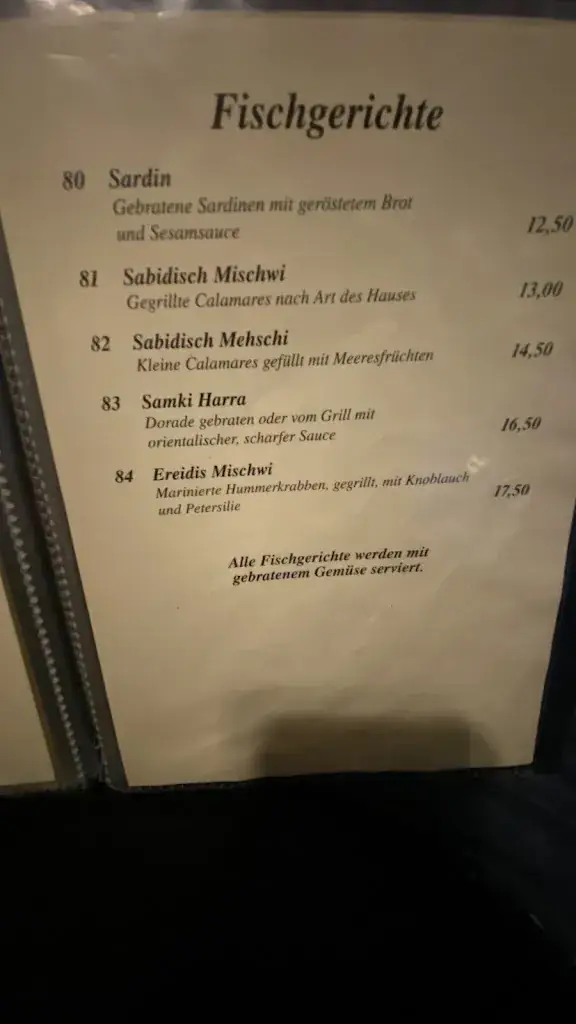 Fischgerichte
80 Sardin
Gebratene Sardinen mit geröstetem Brot
und Sesamsauce 12,50
81 Sabidisch Mischwi
Gegrillte Calamares nach Art des Hauses 13,00
82 Sabidisch Mehschi
Kleine Calamares gefüllt mit Meeresfrüchten 14,50
83 Samki Harra
Dorade gebraten oder vom Grill mit
orientalischer, scharfer Sauce 16,50
84 Ereidis Mischwi
Marinierte Hummerkrabben, gegrillt, mit Knoblauch
und Petersilie 17,50
Alle Fischgerichte werden mit
gebratenem Gemüse serviert.